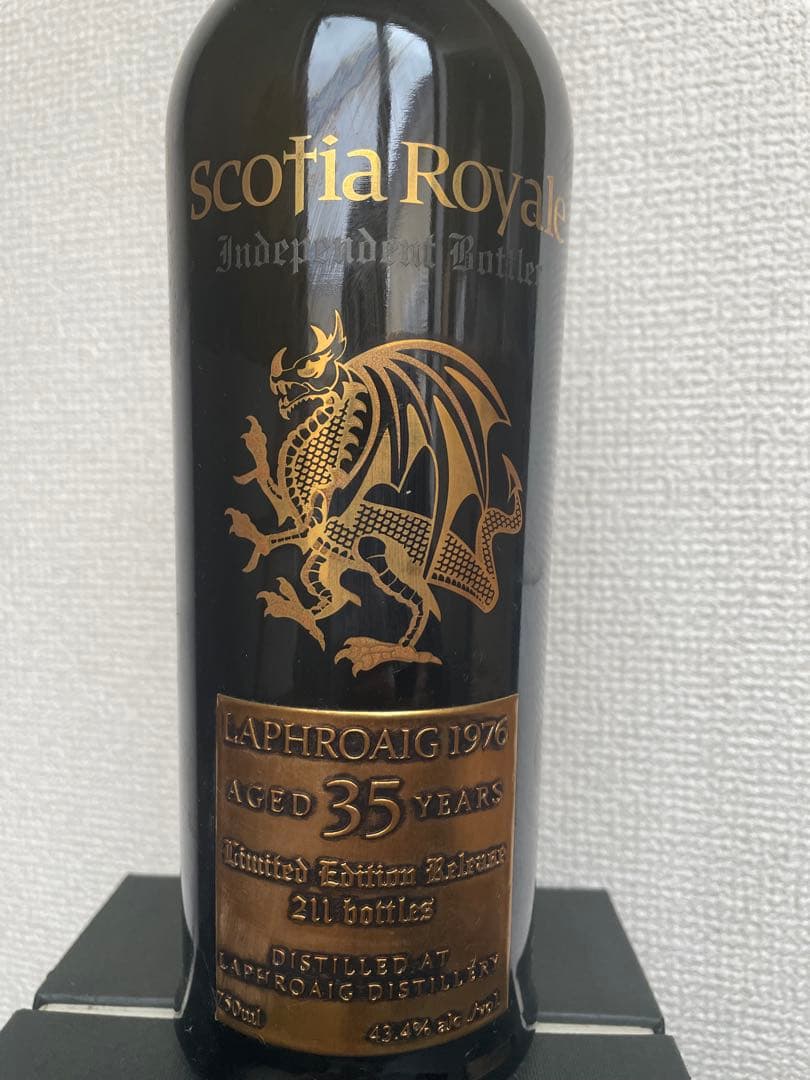 Scotia Royale
Independent Bottler
LAPHROAIG 1976
AGED 35 YEARS
Limited Edition Release
211 bottles
DISTILLED AT
LAPHROAIG DISTILLERY
750ml
43.4% alc./vol.